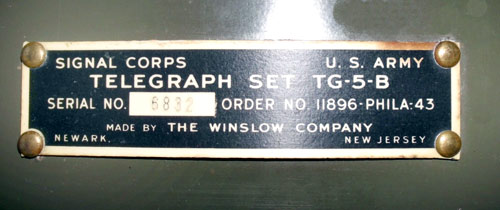 SIGNAL CORPS U. S. ARMY
TELEGRAPH SET TG-5-B
SERIAL NO. 6832 ORDER NO. 11896-PHILA-43
MADE BY THE WINSLOW COMPANY
NEWARK, NEW JERSEY